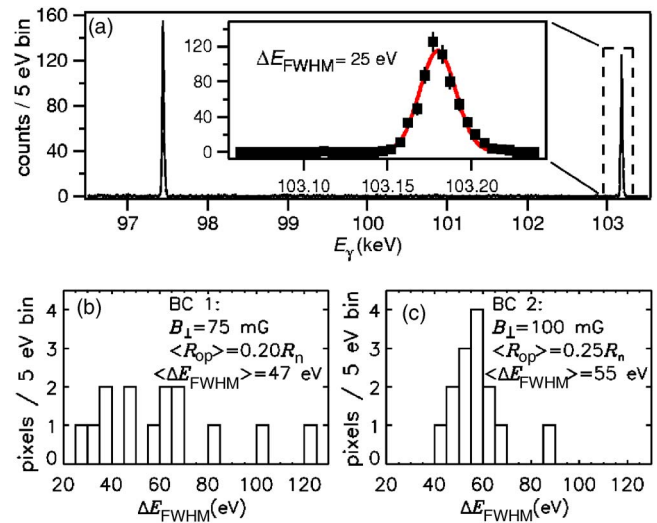 (a)
counts / 5 eV bin
160
120
80
40
0
ΔE_FWHM = 25 eV
120
80
40
0
103.10
103.15
103.20
96 97 98 99 100 101 102 103
E_γ (keV)
(b)
BC 1:
B_⊥=75 mG
<R_op>=0.20R_n
<ΔE_FWHM>=47 eV
pixels / 5 eV bin
4
3
2
1
0
20 40 60 80 100 120
ΔE_FWHM(eV)
(c)
BC 2:
B_⊥=100 mG
<R_op>=0.25R_n
<ΔE_FWHM>=55 eV
pixels / 5 eV bin
4
3
2
1
0
20 40 60 80 100 120
ΔE_FWHM(eV)